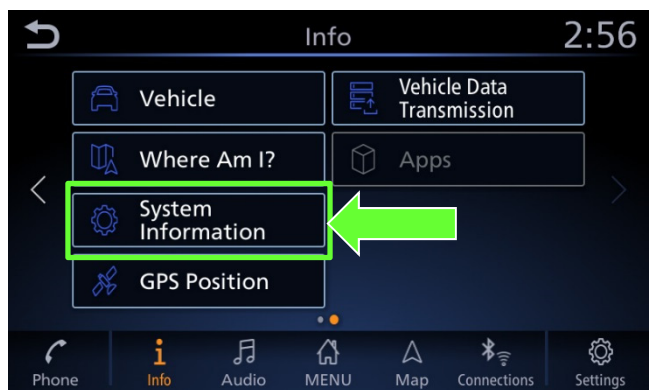 Info
2:56
Vehicle
Vehicle Data
Transmission
Where Am I?
Apps
System
Information
GPS Position
Phone
Info
Audio
MENU
Map
Connections
Settings